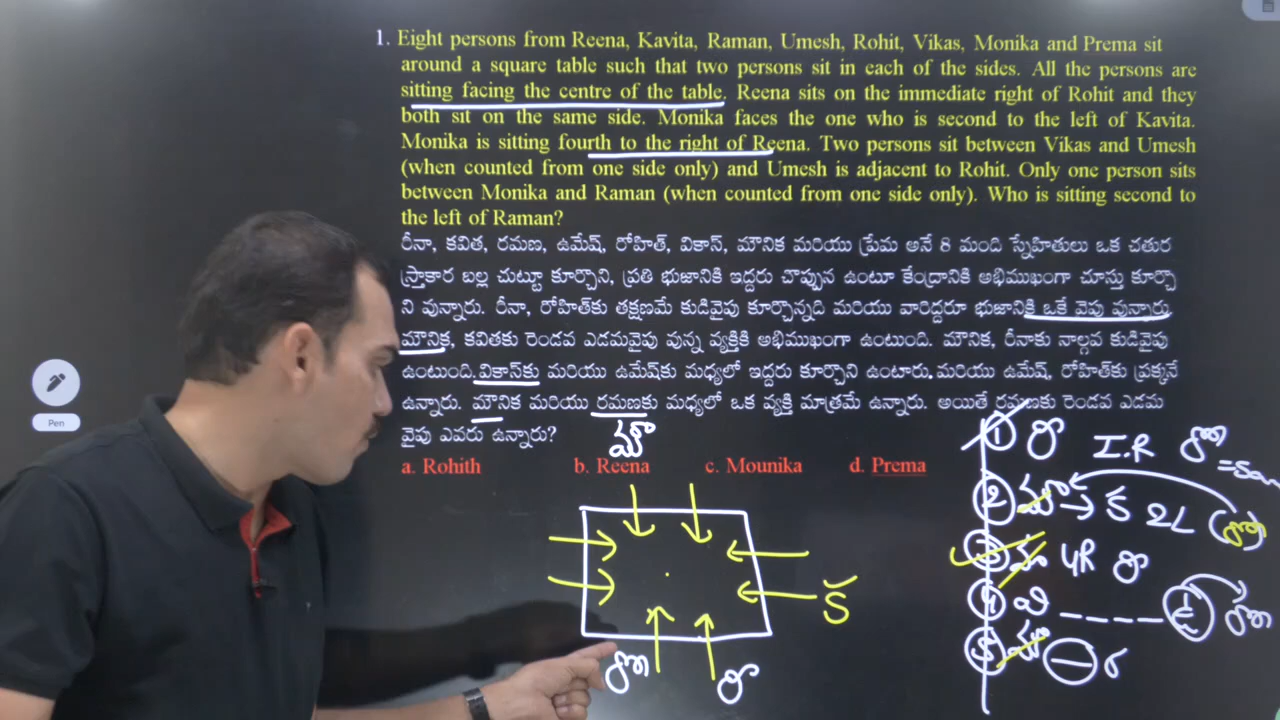 1. Eight persons from Reena, Kavita, Raman, Umesh, Rohit, Vikas, Monika and Prema sit
around a square table such that two persons sit in each of the sides. All the persons are
sitting facing the centre of the table. Reena sits on the immediate right of Rohit and they
both sit on the same side. Monika faces the one who is second to the left of Kavita.
Monika is sitting fourth to the right of Reena. Two persons sit between Vikas and Umesh
(when counted from one side only) and Umesh is adjacent to Rohit. Only one person sits
between Monika and Raman (when counted from one side only). Who is sitting second to
the left of Raman?
రీనా, కవిత, రమణ, ఉమేష్, రోహిత్, వికాస్, మౌనిక మరియు ప్రేమ అనే 8 మంది స్నేహితులు ఒక చతుర
స్రాకార బల్ల చుట్టూ కూర్చొని, ప్రతి భుజానికి ఇద్దరు చొప్పున ఉంటూ కేంద్రానికి అభిముఖంగా చూస్తు కూర్చొ
ని వున్నారు. రీనా, రోహిత్‌కు తక్షణమే కుడివైపు కూర్చొన్నది మరియు వారిద్దరూ భుజానికి ఒకే వైపు వున్నారు
మౌనిక, కవితకు రెండవ ఎడమవైపు వున్న వ్యక్తికి అభిముఖంగా ఉంటుంది. మౌనిక, రీనాకు నాల్గవ కుడివైపు
ఉంటుంది. వికాస్‌కు మరియు ఉమేష్‌కు మధ్యలో ఇద్దరు కూర్చొని ఉంటారు. మరియు ఉమేష్, రోహిత్‌కు ప్రక్కనే
ఉన్నారు. మౌనిక మరియు రమణకు మధ్యలో ఒక వ్యక్తి మాత్రమే ఉన్నారు. అయితే రమణకు రెండవ ఎడమ
వైపు ఎవరు ఉన్నారు?
a. Rohith b. Reena c. Mounika d. Prema
మౌ
① రీ I.R రో
② మౌ → క 2L (రో)
③ మౌ 4R రీ
④ వి _ _ _ _ _ రో
⑤ మౌ — ర
క
రో రీ
Pen